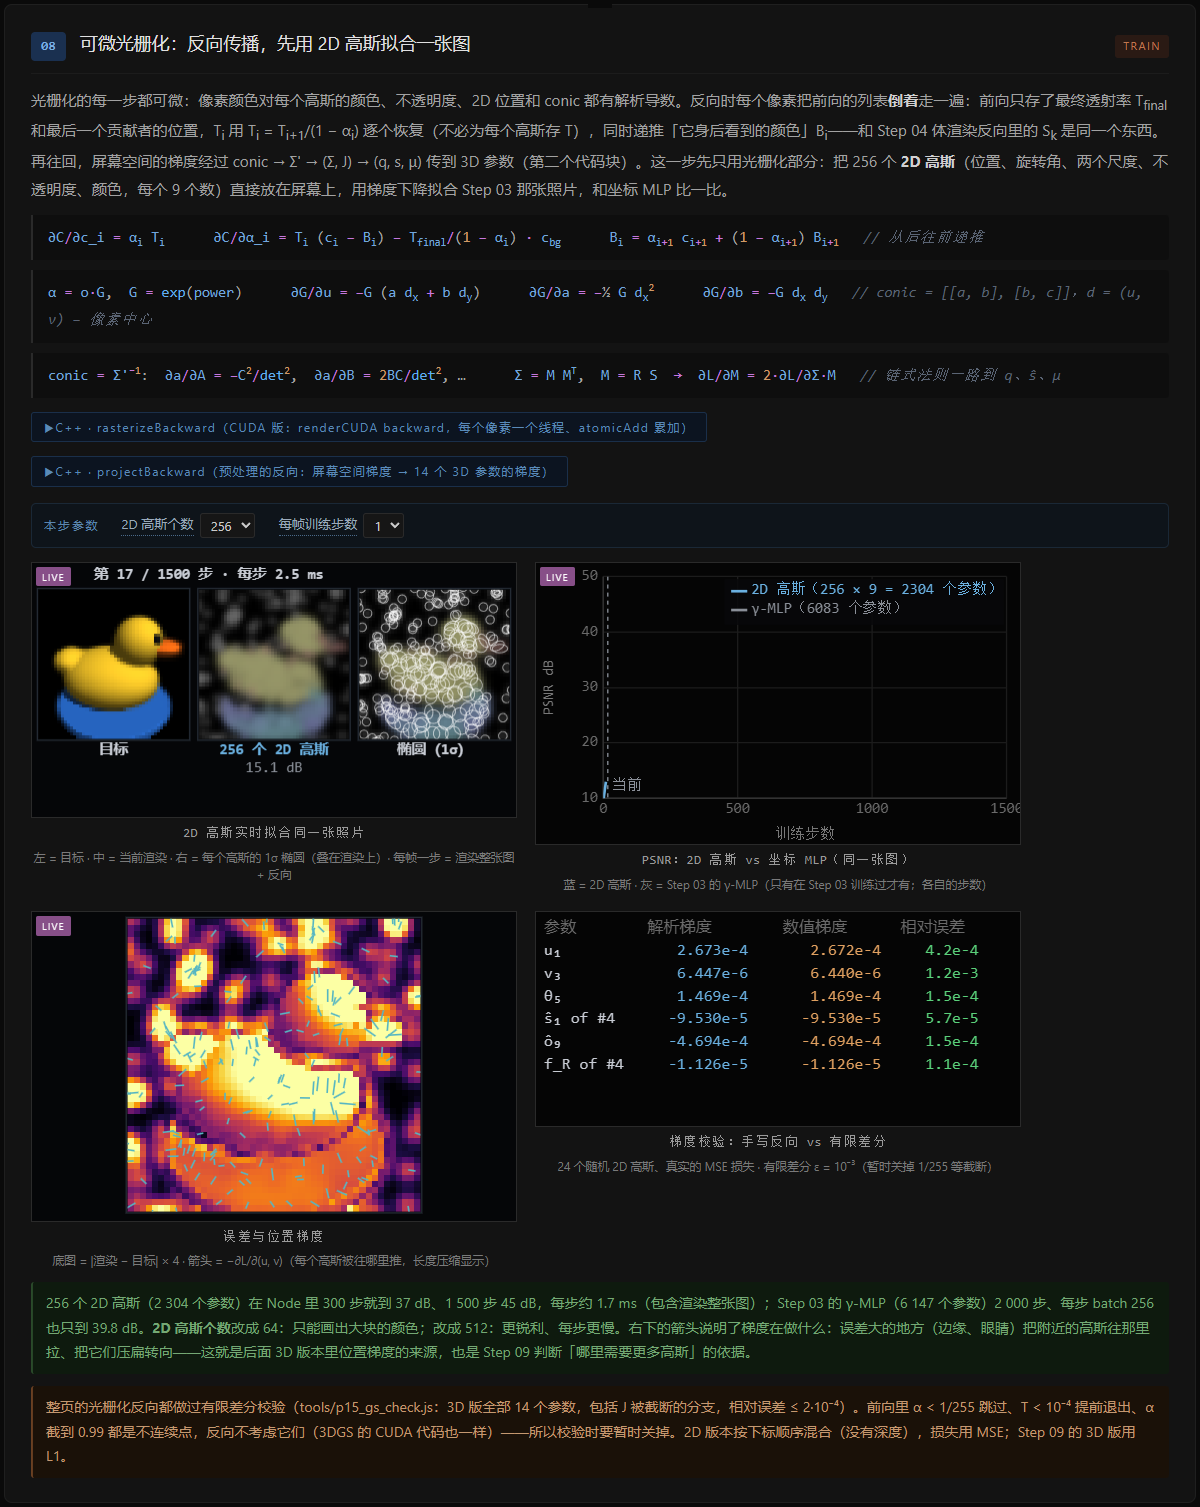 08 可微光栅化：反向传播，先用 2D 高斯拟合一张图 TRAIN
光栅化的每一步都可微：像素颜色对每个高斯的颜色、不透明度、2D 位置和 conic 都有解析导数。反向时每个像素把前向的列表倒着走一遍：前向只存了最终透射率 T_final
和最后一个贡献者的位置，T_i 用 T_i = T_{i+1}/(1 − α_i) 逐个恢复（不必为每个高斯存 T），同时递推「它身后看到的颜色」B_i——和 Step 04 体渲染反向里的 S_k 是同一个东西。
再往回，屏幕空间的梯度经过 conic → Σ' → (Σ, J) → (q, s, μ) 传到 3D 参数（第二个代码块）。这一步先只用光栅化部分：把 256 个 2D 高斯（位置、旋转角、两个尺度、不
透明度、颜色，每个 9 个数）直接放在屏幕上，用梯度下降拟合 Step 03 那张照片，和坐标 MLP 比一比。
∂C/∂c_i = α_i T_i ∂C/∂α_i = T_i (c_i − B_i) − T_final/(1 − α_i) · c_bg B_i = α_{i+1} c_{i+1} + (1 − α_{i+1}) B_{i+1} // 从后往前递推
α = o·G, G = exp(power) ∂G/∂u = −G (a d_x + b d_y) ∂G/∂a = −½ G d_x² ∂G/∂b = −G d_x d_y // conic = [[a, b], [b, c]], d = (u,
v) − 像素中心
conic = Σ'⁻¹: ∂a/∂A = −C²/det², ∂a/∂B = 2BC/det², … Σ = M Mᵀ, M = R S → ∂L/∂M = 2·∂L/∂Σ·M // 链式法则一路到 q、ŝ、μ
▶C++ · rasterizeBackward（CUDA 版：renderCUDA backward，每个像素一个线程、atomicAdd 累加）
▶C++ · projectBackward（预处理的反向：屏幕空间梯度 → 14 个 3D 参数的梯度）
本步参数 2D 高斯个数 256 每帧训练步数 1
LIVE 第 17 / 1500 步 · 每步 2.5 ms
目标 256 个 2D 高斯 椭圆 (1σ)
15.1 dB
2D 高斯实时拟合同一张照片
左 = 目标 · 中 = 当前渲染 · 右 = 每个高斯的 1σ 椭圆（叠在渲染上）· 每帧一步 = 渲染整张图
+ 反向
LIVE
2D 高斯（256 × 9 = 2304 个参数）
γ-MLP（6083 个参数）
PSNR dB
50
40
30
20
10
当前
0 500 1000 1500
训练步数
PSNR：2D 高斯 vs 坐标 MLP（同一张图）
蓝 = 2D 高斯 · 灰 = Step 03 的 γ-MLP（只有在 Step 03 训练过才有；各自的步数）
LIVE
误差与位置梯度
底图 = |渲染 − 目标| × 4 · 箭头 = −∂L/∂(u, v)（每个高斯被往哪里推，长度压缩显示）
参数 解析梯度 数值梯度 相对误差
u₁ 2.673e-4 2.672e-4 4.2e-4
v₃ 6.447e-6 6.440e-6 1.2e-3
θ₅ 1.469e-4 1.469e-4 1.5e-4
ŝ₁ of #4 -9.530e-5 -9.530e-5 5.7e-5
ô₉ -4.694e-4 -4.694e-4 1.5e-4
f_R of #4 -1.126e-5 -1.126e-5 1.1e-4
梯度校验：手写反向 vs 有限差分
24 个随机 2D 高斯、真实的 MSE 损失 · 有限差分 ε = 10⁻³（暂时关掉 1/255 等截断）
256 个 2D 高斯（2 304 个参数）在 Node 里 300 步就到 37 dB、1 500 步 45 dB，每步约 1.7 ms（包含渲染整张图）；Step 03 的 γ-MLP（6 147 个参数）2 000 步、每步 batch 256
也只到 39.8 dB。2D 高斯个数改成 64：只能画出大块的颜色；改成 512：更锐利、每步更慢。右下的箭头说明了梯度在做什么：误差大的地方（边缘、眼睛）把附近的高斯往那里
拉、把它们压扁转向——这就是后面 3D 版本里位置梯度的来源，也是 Step 09 判断「哪里需要更多高斯」的依据。
整页的光栅化反向都做过有限差分校验（tools/p15_gs_check.js：3D 版全部 14 个参数，包括 J 被截断的分支，相对误差 ≤ 2·10⁻⁴）。前向里 α < 1/255 跳过、T < 10⁻⁴ 提前退出、α
截到 0.99 都是不连续点，反向不考虑它们（3DGS 的 CUDA 代码也一样）——所以校验时要暂时关掉。2D 版本按下标顺序混合（没有深度），损失用 MSE；Step 09 的 3D 版用
L1。